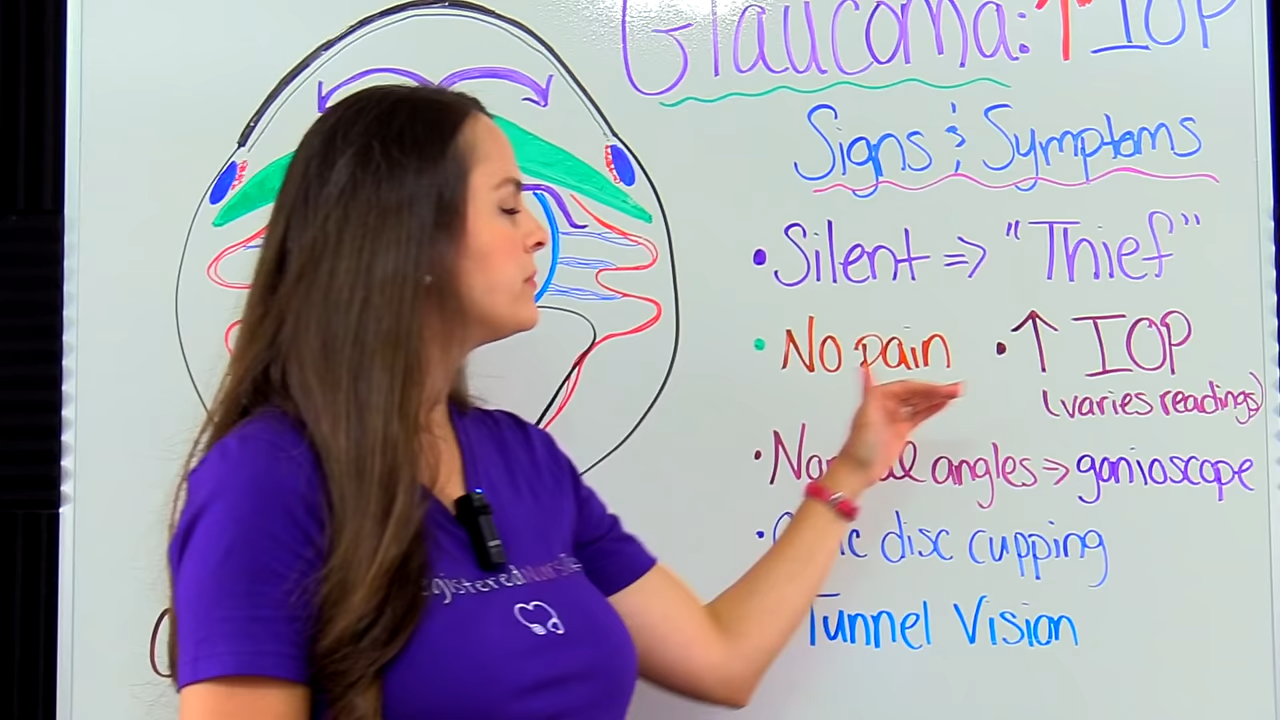 Glaucoma: ↑ IOP
Signs & Symptoms
• Silent => "Thief"
• No pain • ↑ IOP
(varies readings)
• angles => gonioscope
• disc cupping
Tunnel Vision